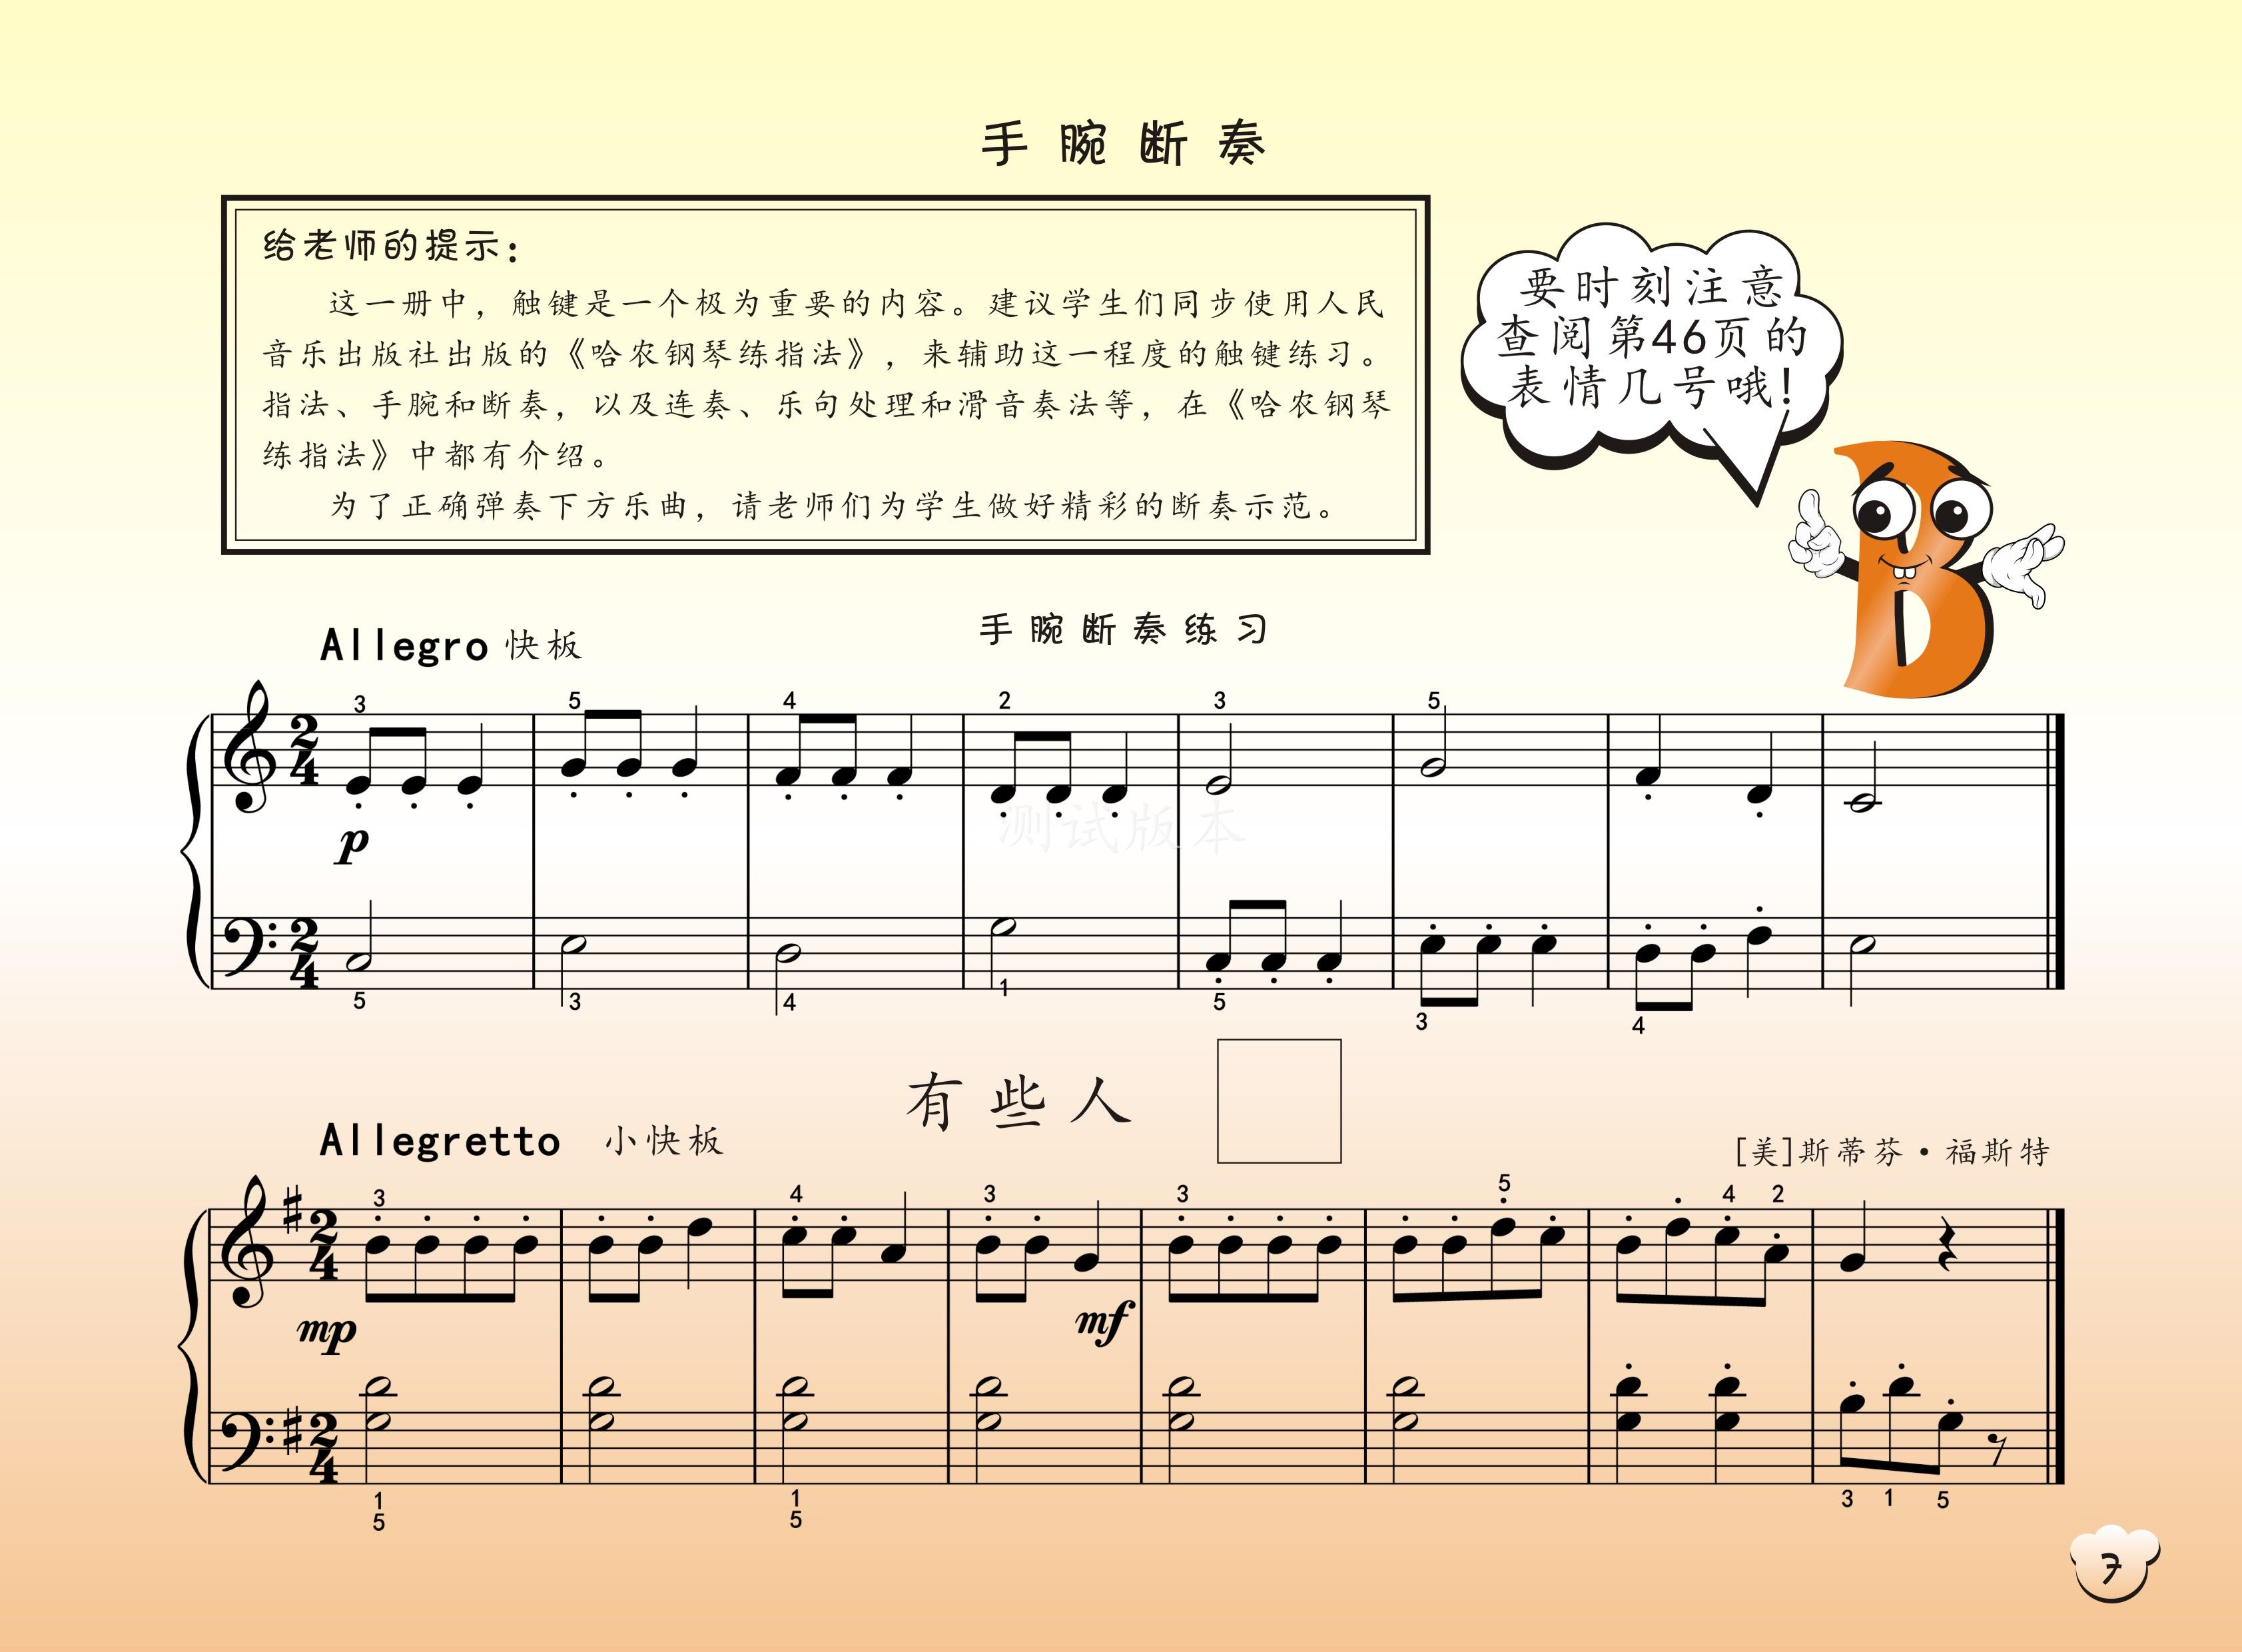 手腕断奏
给老师的提示：
这一册中，触键是一个极为重要的内容。建议学生们同步使用人民
音乐出版社出版的《哈农钢琴练指法》，来辅助这一程度的触键练习。
指法、手腕和断奏，以及连奏、乐句处理和滑音奏法等，在《哈农钢琴
练指法》中都有介绍。
为了正确弹奏下方乐曲，请老师们为学生做好精彩的断奏示范。
要时刻注意
查阅第46页的
表情几号哦！
手腕断奏练习
Allegro 快板
3 5 4 2 3 5
2 4
p
测试版本
2 4
5 3 4 1 5 3 4
有些人
Allegretto 小快板
[美]斯蒂芬·福斯特
3 4 3 3 5 4 2
2 4
mp mf
2 4
1 1 3 1 5
5 5
7